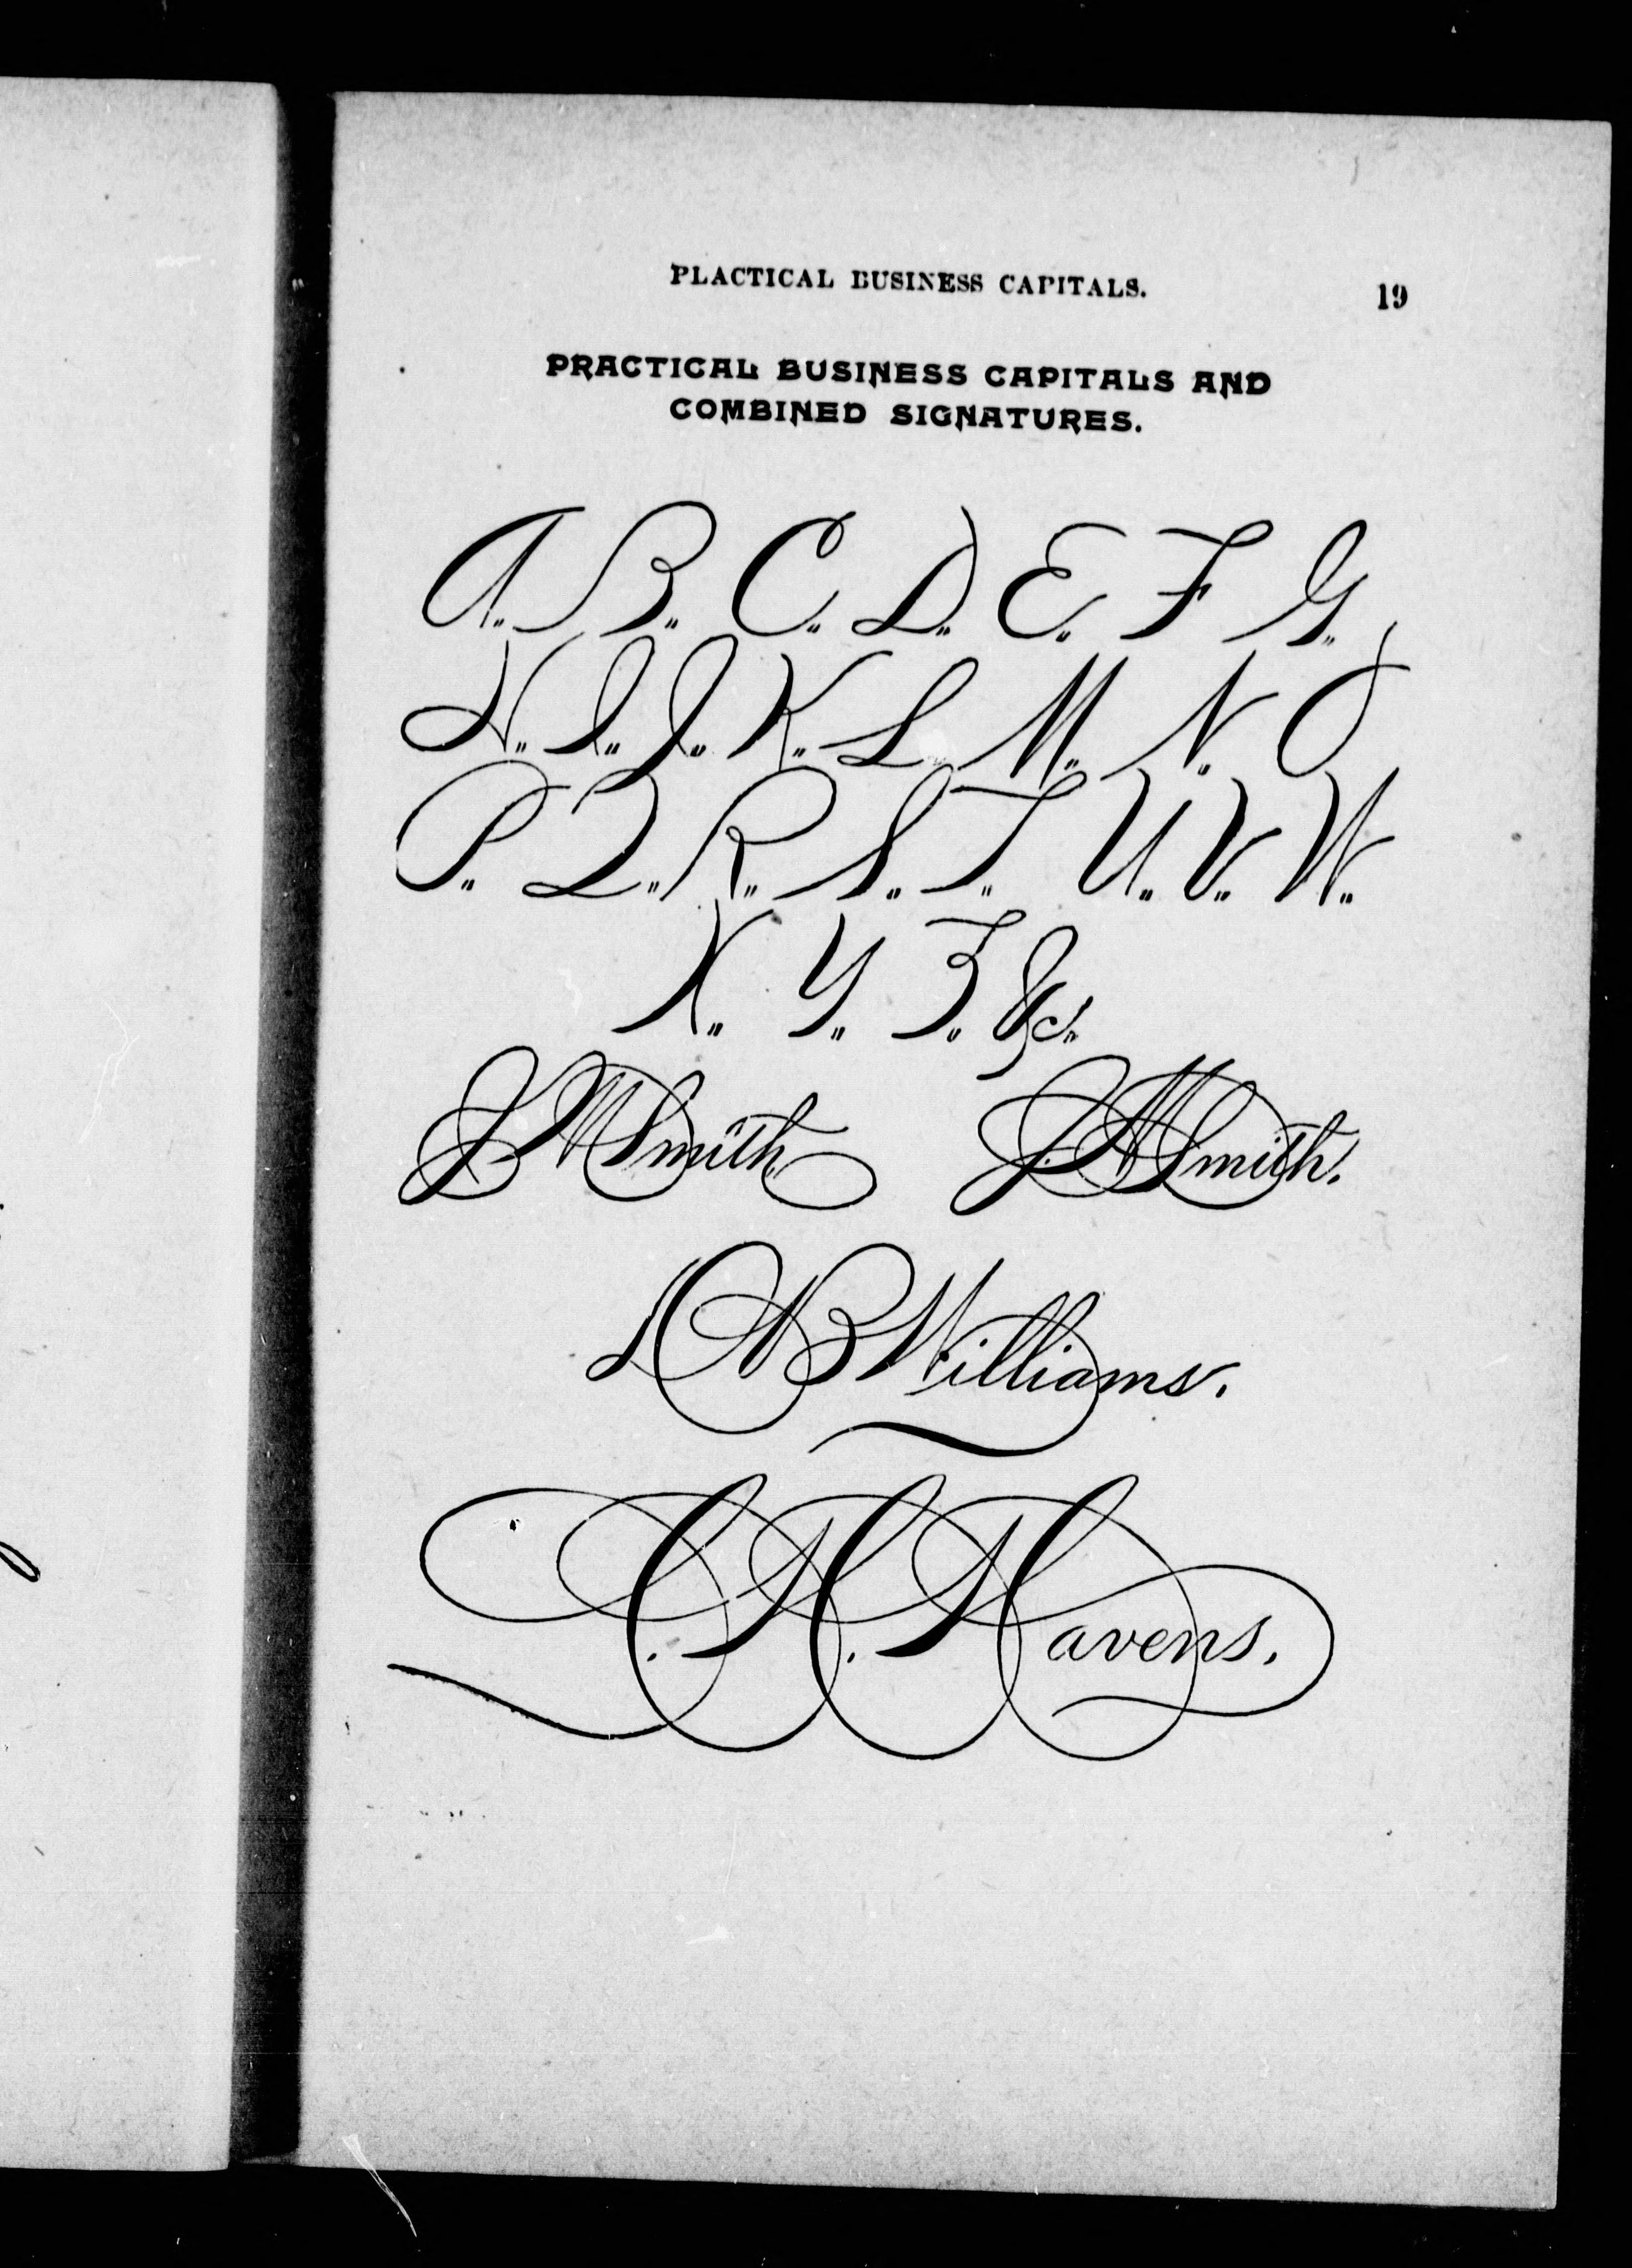 PLACTICAL BUSINESS CAPITALS. 19
PRACTICAL BUSINESS CAPITALS AND
COMBINED SIGNATURES.
A. B. C. D. E. F G.
H. I. J. K. L. M. N. O
P. Q. R. S. T. U. V. W.
X. Y. Z. &c.
J M Smith J. M Smith.
Williams.
C. H. Havens.